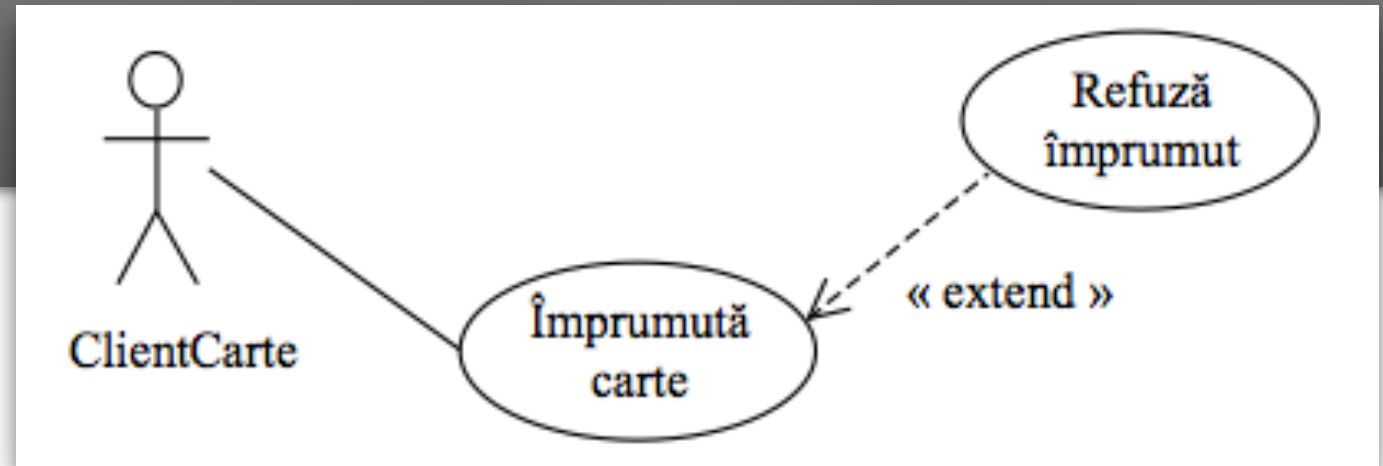 Refuză
împrumut
« extend »
Împrumută
carte
ClientCarte